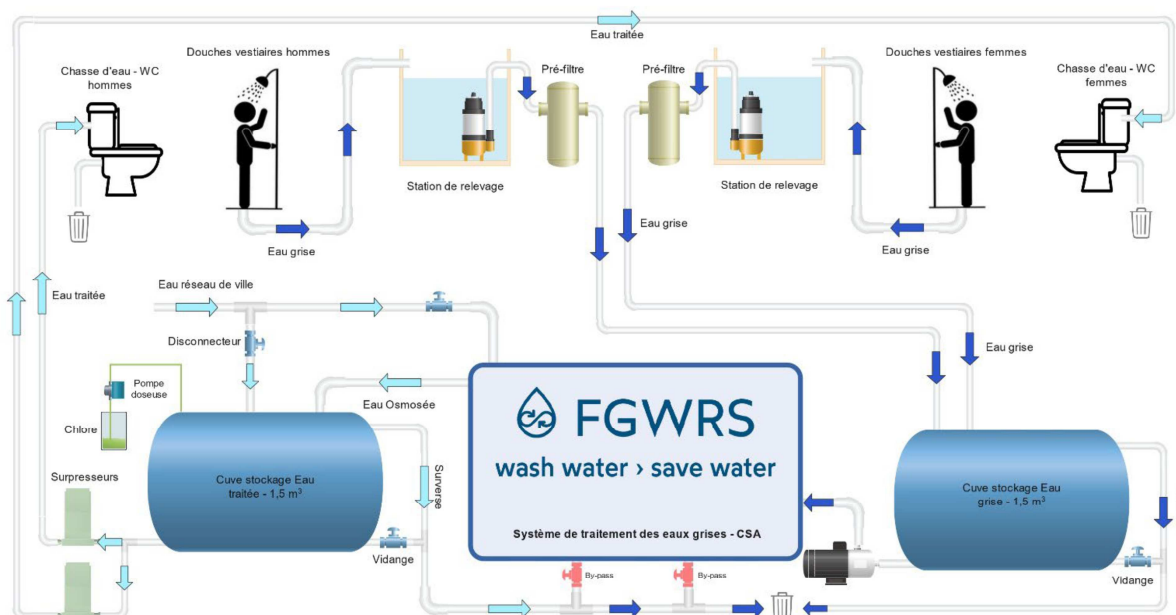 Eau traitée
Douches vestiaires hommes
Pré-filtre
Pré-filtre
Douches vestiaires femmes
Chasse d'eau - WC
hommes
Chasse d'eau - WC
femmes
Station de relevage
Station de relevage
Eau grise
Eau grise
Eau grise
Eau traitée
Eau réseau de ville
Disconnecteur
Eau grise
Pompe
doseuse
Chlore
Eau Osmosée
FGWRS
wash water › save water
Système de traitement des eaux grises - CSA
Surpresseurs
Cuve stockage Eau
traitée - 1,5 m³
Surverse
Cuve stockage Eau
grise - 1,5 m³
Vidange
Vidange
By-pass
By-pass